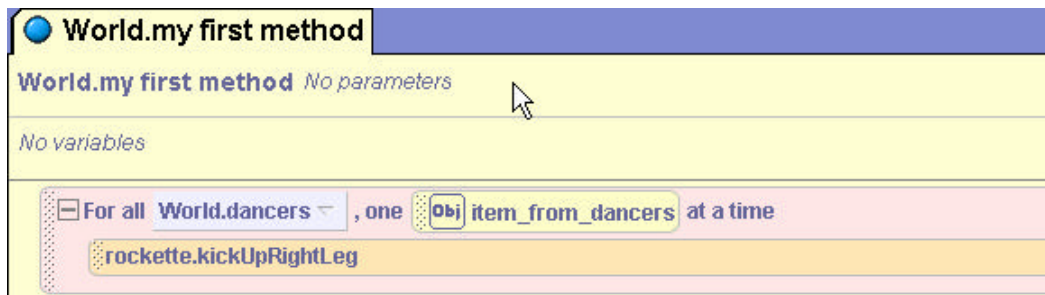 World.my first method
World.my first method No parameters
No variables
For all World.dancers , one Obj item_from_dancers at a time
rockette.kickUpRightLeg